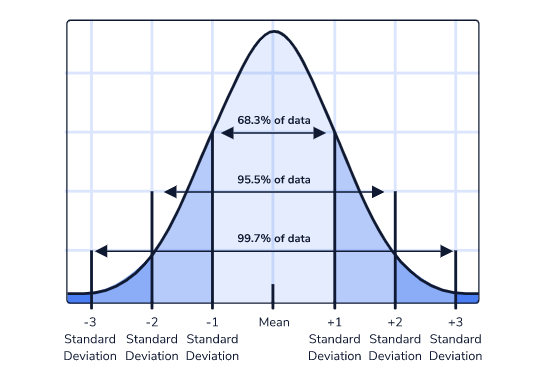 68.3% of data
95.5% of data
99.7% of data
-3 -2 -1 Mean +1 +2 +3
Standard Standard Standard Standard Standard Standard
Deviation Deviation Deviation Deviation Deviation Deviation